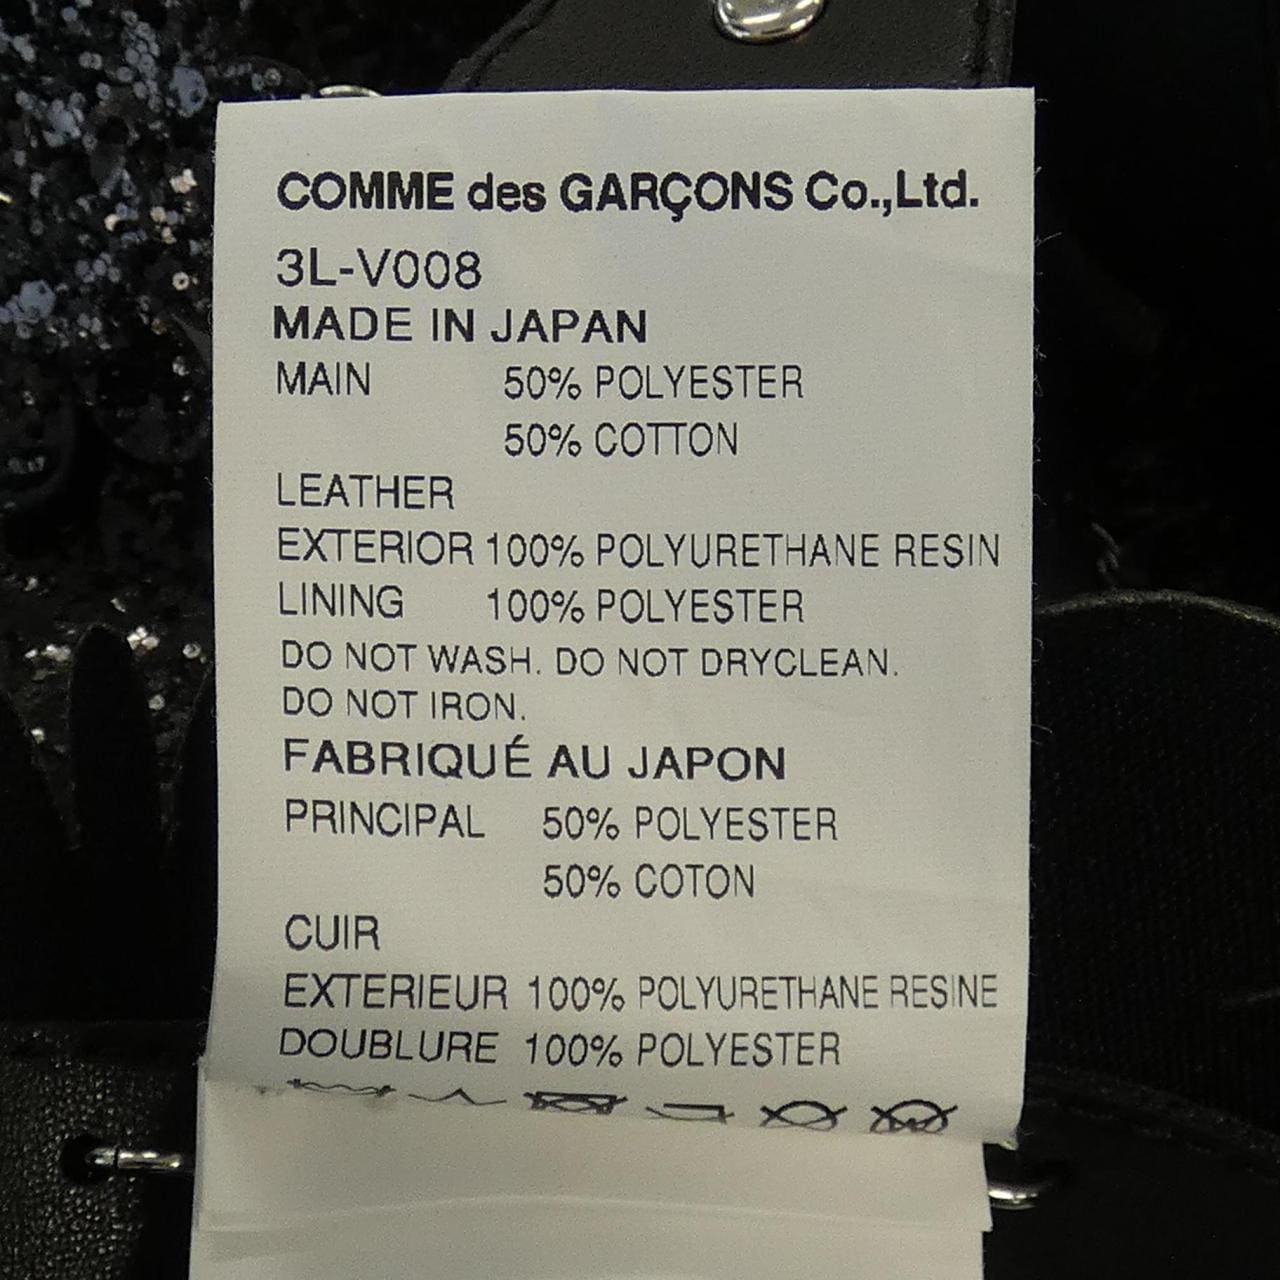 COMME des GARÇONS Co.,Ltd.
3L-V008
MADE IN JAPAN
MAIN 50% POLYESTER
50% COTTON
LEATHER
EXTERIOR 100% POLYURETHANE RESIN
LINING 100% POLYESTER
DO NOT WASH. DO NOT DRYCLEAN.
DO NOT IRON.
FABRIQUÉ AU JAPON
PRINCIPAL 50% POLYESTER
50% COTON
CUIR
EXTERIEUR 100% POLYURETHANE RESINE
DOUBLURE 100% POLYESTER